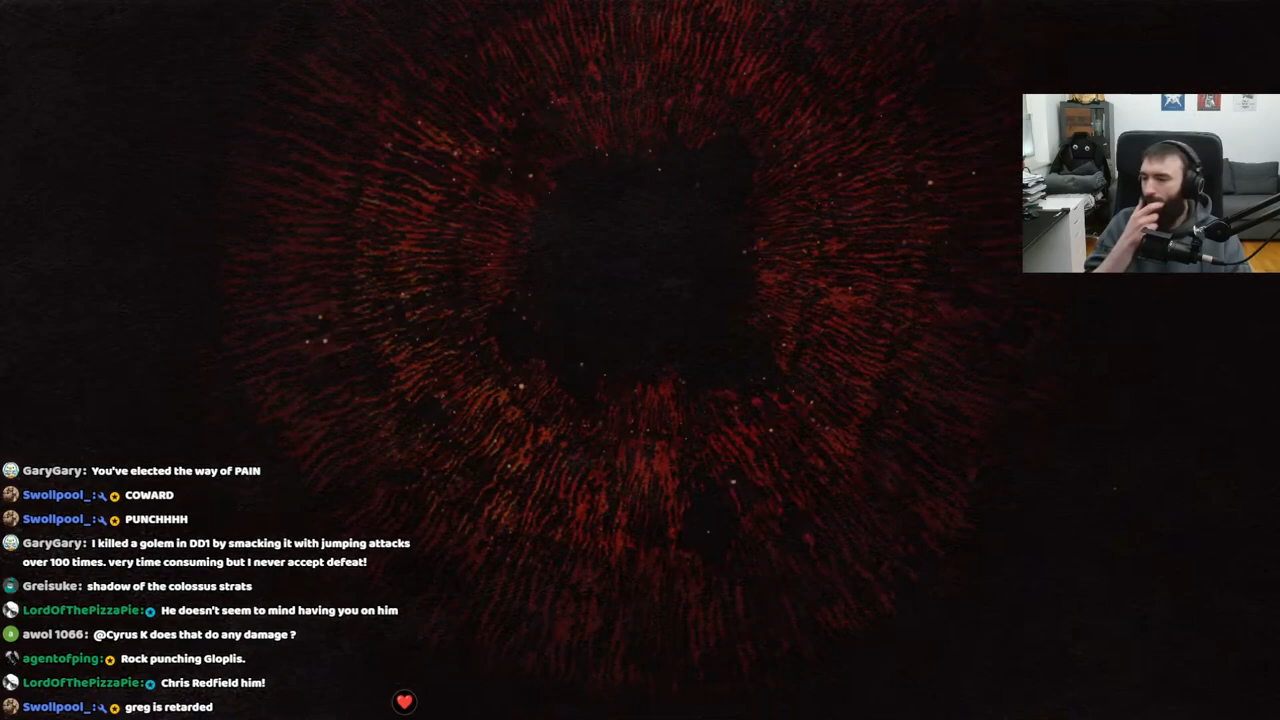 GaryGary: You've elected the way of PAIN
Swollpool_: COWARD
Swollpool_: PUNCHHHH
GaryGary: I killed a golem in DD1 by smacking it with jumping attacks
over 100 times. very time consuming but I never accept defeat!
Greisuke: shadow of the colossus strats
LordOfThePizzaPie: He doesn't seem to mind having you on him
awol 1066: @Cyrus K does that do any damage ?
agentofping: Rock punching Gloplis.
LordOfThePizzaPie: Chris Redfield him!
Swollpool_: greg is retarded